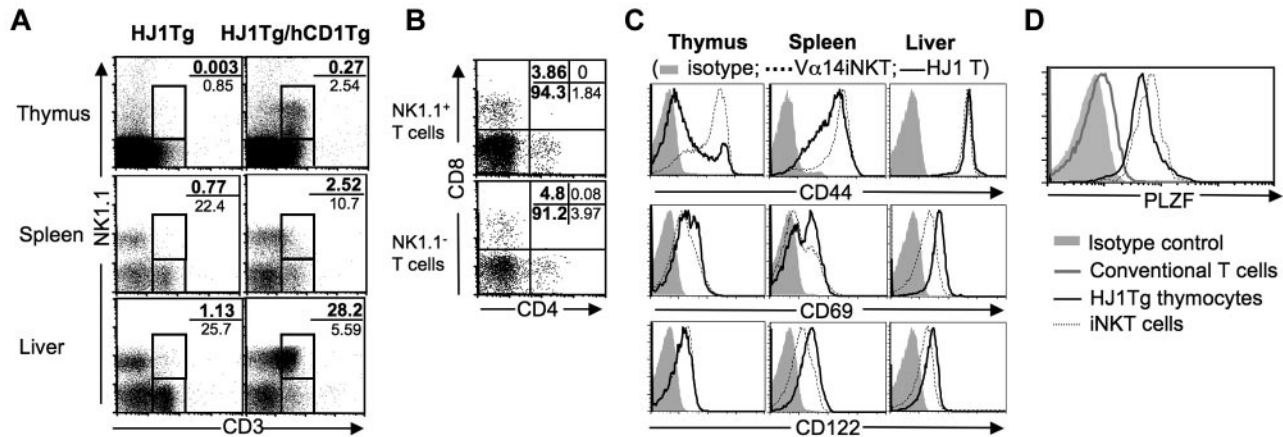 A
HJ1Tg HJ1Tg/hCD1Tg
0.003
0.85
0.27
2.54
Thymus
0.77
22.4
2.52
10.7
Spleen
1.13
25.7
28.2
5.59
Liver
NK1.1
CD3
B
3.86 0
94.3 1.84
NK1.1+
T cells
4.8 0.08
91.2 3.97
NK1.1-
T cells
CD8
CD4
C
Thymus Spleen Liver
( isotype; Vα14iNKT; HJ1 T)
CD44
CD69
CD122
D
PLZF
Isotype control
Conventional T cells
HJ1Tg thymocytes
iNKT cells